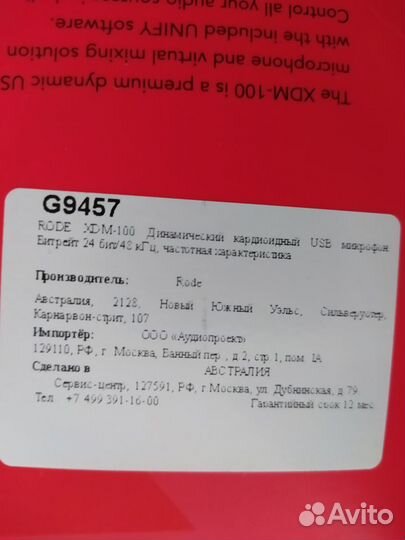 Control all your audio sources
with the included UNIFY software.
microphone and virtual mixing solution
The XDM-100 is a premium dynamic US
G9457
RODE XDM-100 Динамический кардиоидный USB микрофон.
Битрейт 24 бит/48 кГц, частотная характеристика
Производитель: Rode
Австралия, 2128, Новый Южный Уэльс, Сильверуотер,
Карнарвон-стрит, 107
Импортёр: ООО «Аудиопроект»
129110, РФ, г. Москва, Банный пер., д.2, стр 1, пом. IA
Сделано в АВСТРАЛИЯ
Сервис-центр, 127591, РФ, г.Москва, ул. Дубнинская, д.79
Тел. +7 499 391-16-00 Гарантийный срок 12 мес
Avito